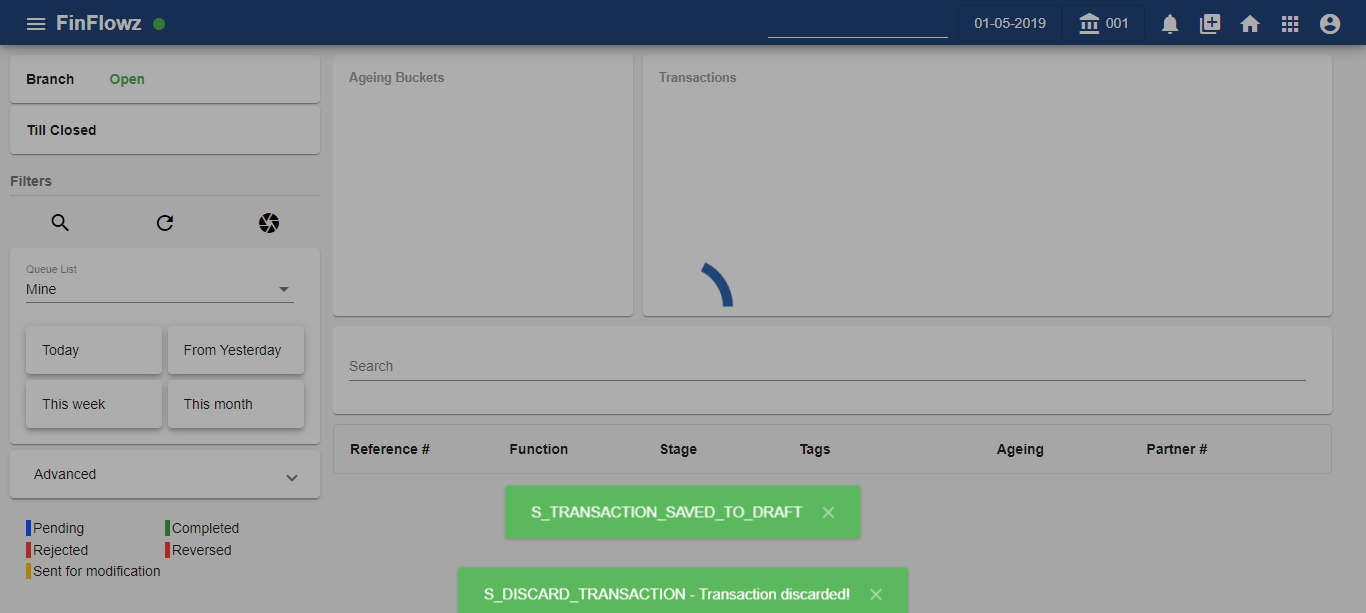 FinFlowz
01-05-2019
001
Branch Open
Till Closed
Filters
Queue List
Mine
Today
From Yesterday
This week
This month
Advanced
Pending
Completed
Rejected
Reversed
Sent for modification
Ageing Buckets
Transactions
Search
Reference # Function Stage Tags Ageing Partner #
S_TRANSACTION_SAVED_TO_DRAFT
S_DISCARD_TRANSACTION - Transaction discarded!